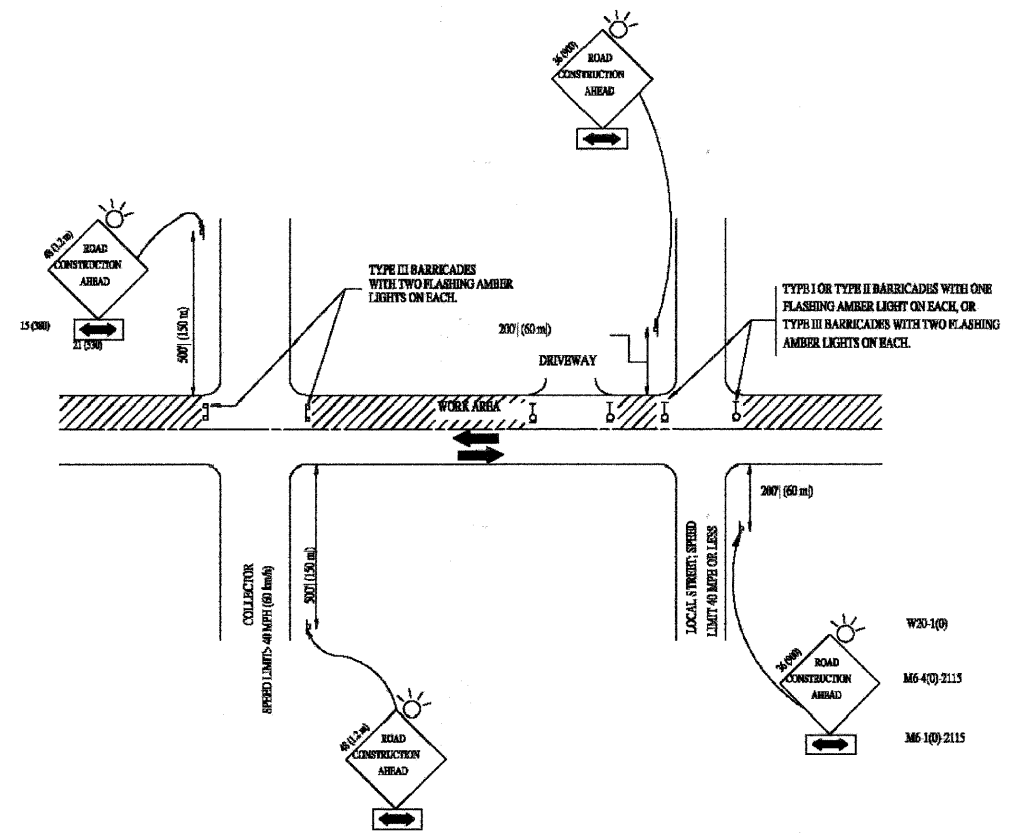 36 (900)
ROAD
CONSTRUCTION
AHEAD
48 (1.2 m)
ROAD
CONSTRUCTION
AHEAD
15 (380)
21 (530)
500'| (150 m)
TYPE III BARRICADES
WITH TWO FLASHING AMBER
LIGHTS ON EACH.
200'| (60 m)
DRIVEWAY
TYPE I OR TYPE II BARRICADES WITH ONE
FLASHING AMBER LIGHT ON EACH, OR
TYPE III BARRICADES WITH TWO FLASHING
AMBER LIGHTS ON EACH.
WORK AREA
500'| (150 m)
COLLECTOR
SPEED LIMIT> 40 MPH (60 km/h)
200'| (60 m)
LOCAL STREET; SPEED
LIMIT 40 MPH OR LESS
48 (1.2 m)
ROAD
CONSTRUCTION
AHEAD
36 (900)
ROAD
CONSTRUCTION
AHEAD
W20-1(0)
M6-4(0)-2115
M6-1(0)-2115